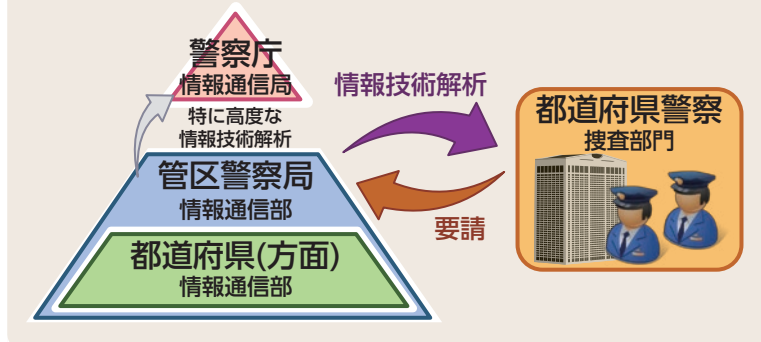 警察庁
情報通信局
特に高度な
情報技術解析
管区警察局
情報通信部
都道府県(方面)
情報通信部
情報技術解析
要請
都道府県警察
捜査部門